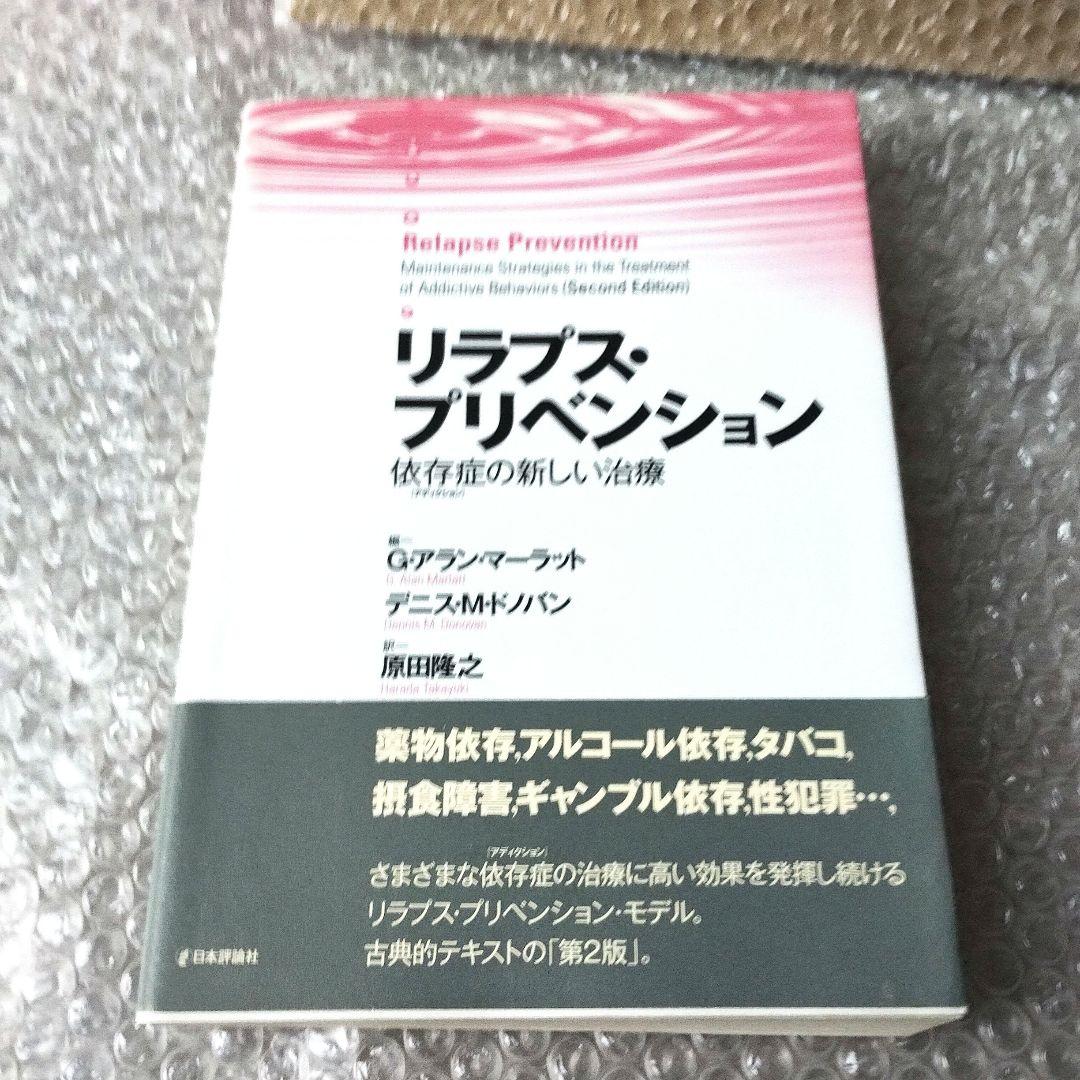 Relapse Prevention
Maintenance Strategies in the Treatment
of Addictive Behaviors (Second Edition)
リラプス・
プリベンション
依存症の新しい治療
[アディクション]
編—
G・アラン・マーラット
G. Alan Marlatt
デニス・M・ドノバン
Dennis M. Donovan
訳—
原田隆之
Harada Takayuki
薬物依存,アルコール依存,タバコ,
摂食障害,ギャンブル依存,性犯罪…,
[アディクション]
さまざまな依存症の治療に高い効果を発揮し続ける
リラプス・プリベンション・モデル。
古典的テキストの「第2版」。
日本評論社